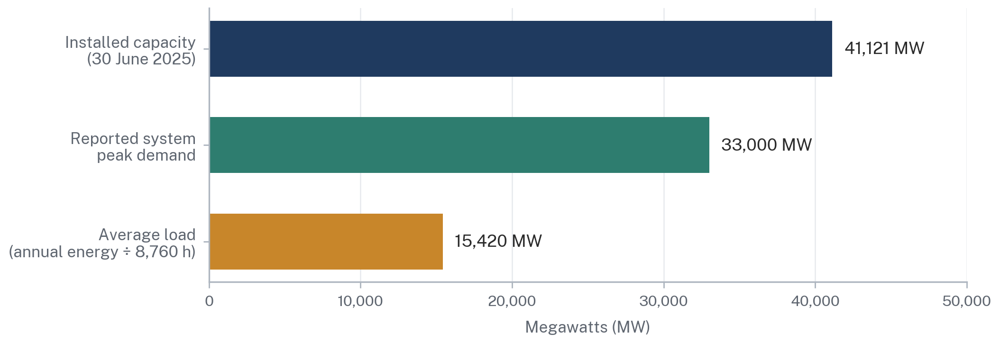 Installed capacity
(30 June 2025)
41,121 MW
Reported system
peak demand
33,000 MW
Average load
(annual energy ÷ 8,760 h)
15,420 MW
0
10,000
20,000
30,000
40,000
50,000
Megawatts (MW)